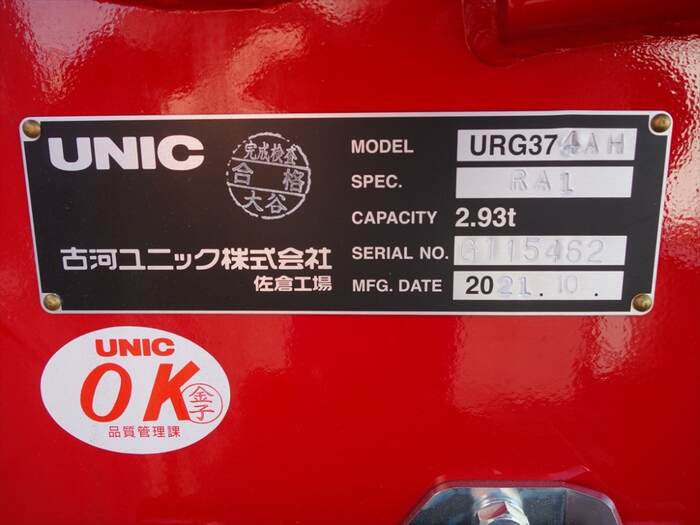 UNIC
完成検査
合格
大谷
MODEL URG374AH
SPEC. RA1
CAPACITY 2.93t
SERIAL NO. G115462
MFG. DATE 2021.10.
古河ユニック株式会社
佐倉工場
UNIC
OK
金子
品質管理課